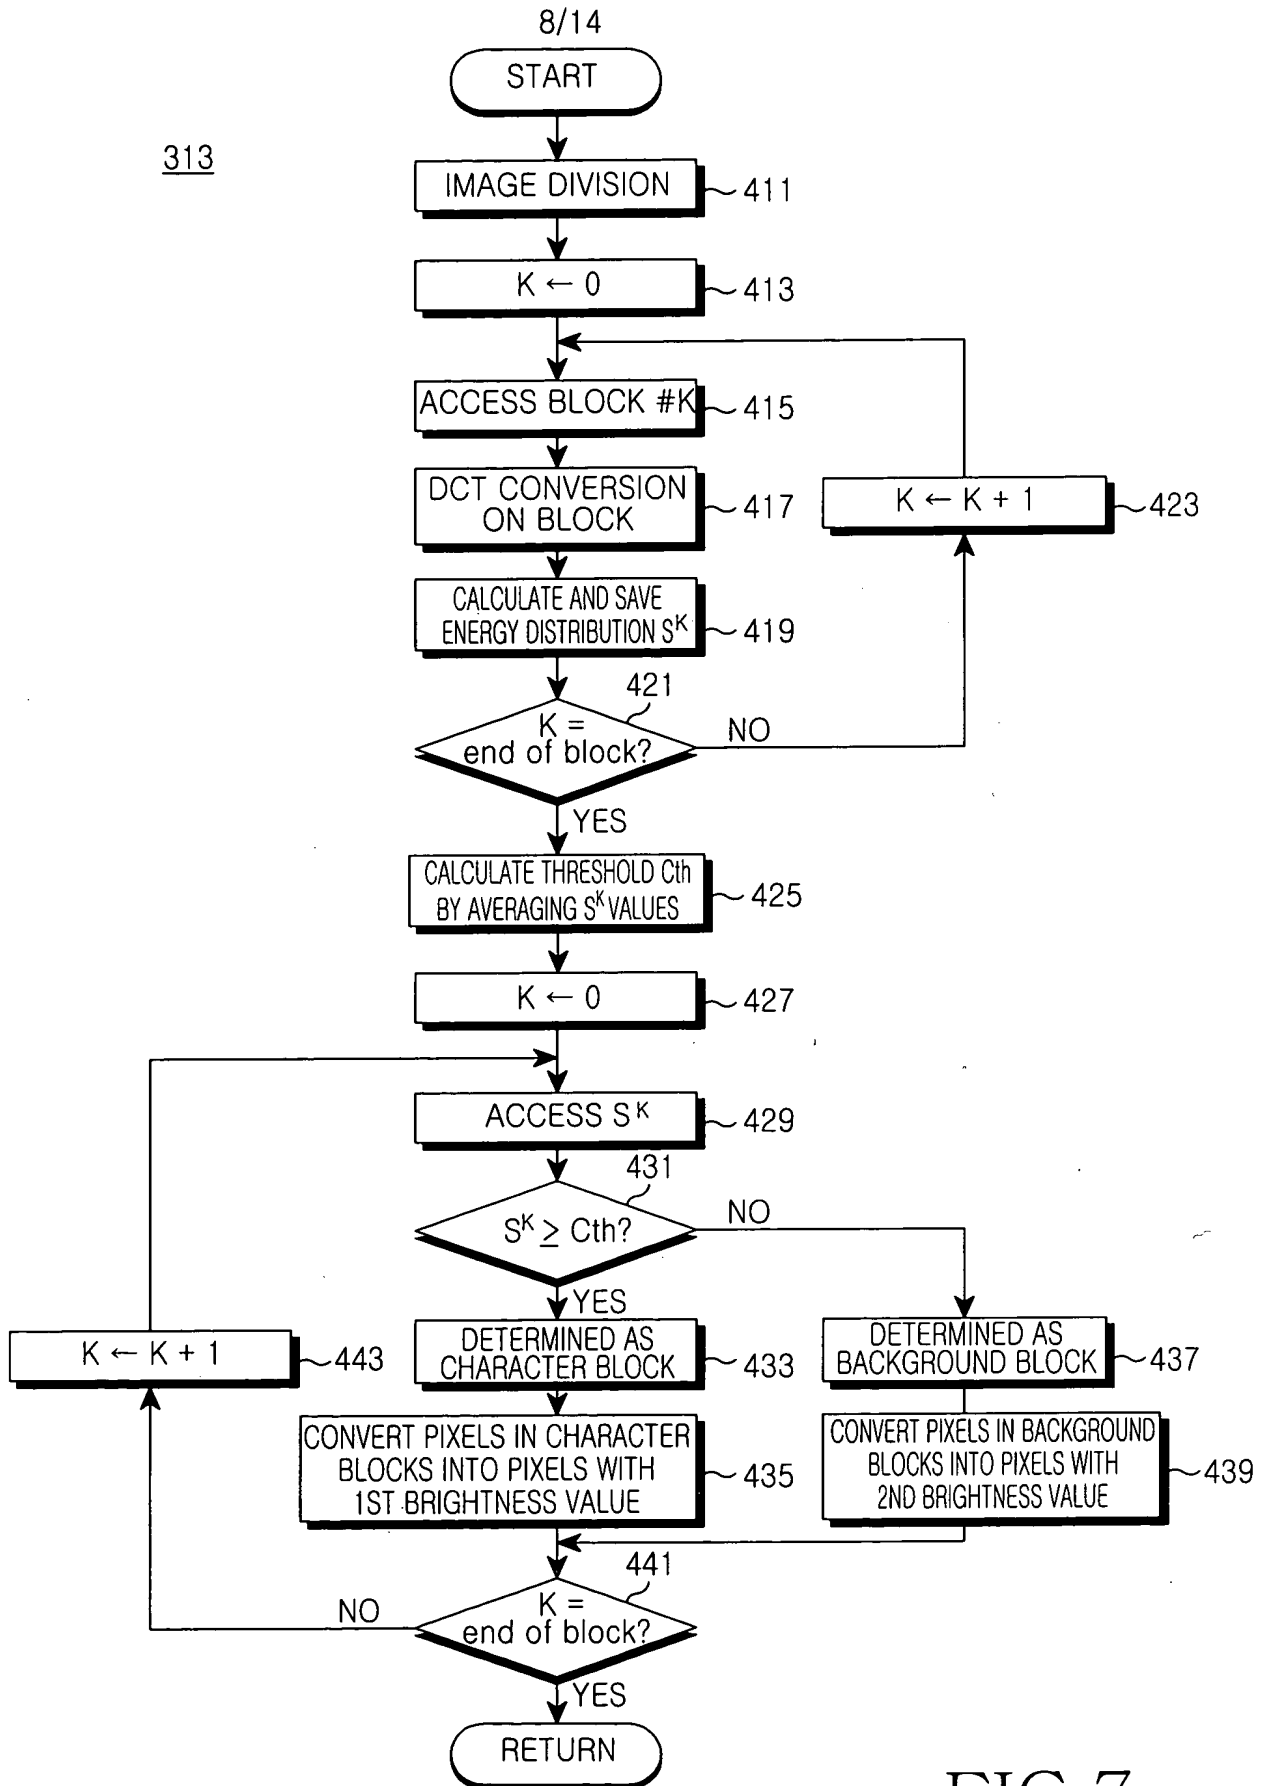 8/14
START
313
IMAGE DIVISION
411
K ← 0
413
ACCESS BLOCK #K
415
DCT CONVERSION
ON BLOCK
417
K ← K + 1
423
CALCULATE AND SAVE
ENERGY DISTRIBUTION S^K
419
421
K =
end of block?
NO
YES
CALCULATE THRESHOLD Cth
BY AVERAGING S^K VALUES
425
K ← 0
427
ACCESS S^K
429
431
S^K ≥ Cth?
NO
YES
K ← K + 1
443
DETERMINED AS
CHARACTER BLOCK
433
DETERMINED AS
BACKGROUND BLOCK
437
CONVERT PIXELS IN CHARACTER
BLOCKS INTO PIXELS WITH
1ST BRIGHTNESS VALUE
435
CONVERT PIXELS IN BACKGROUND
BLOCKS INTO PIXELS WITH
2ND BRIGHTNESS VALUE
439
441
K =
end of block?
NO
YES
RETURN
FIG.7